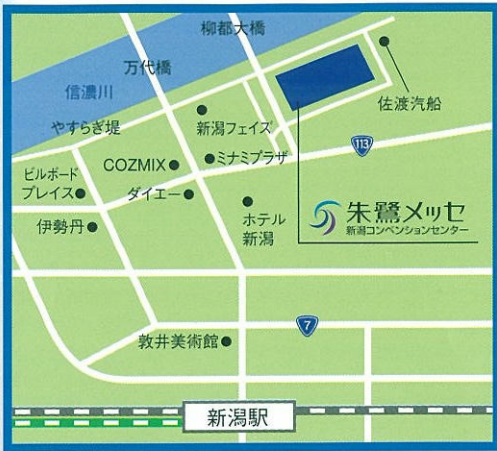 柳都大橋
万代橋
信濃川
やすらぎ堤
新潟フェイズ
佐渡汽船
113
COZMIX
ミナミプラザ
ビルボード
プレイス
ダイエー
伊勢丹
ホテル
新潟
朱鷺メッセ
新潟コンベンションセンター
7
敦井美術館
新潟駅